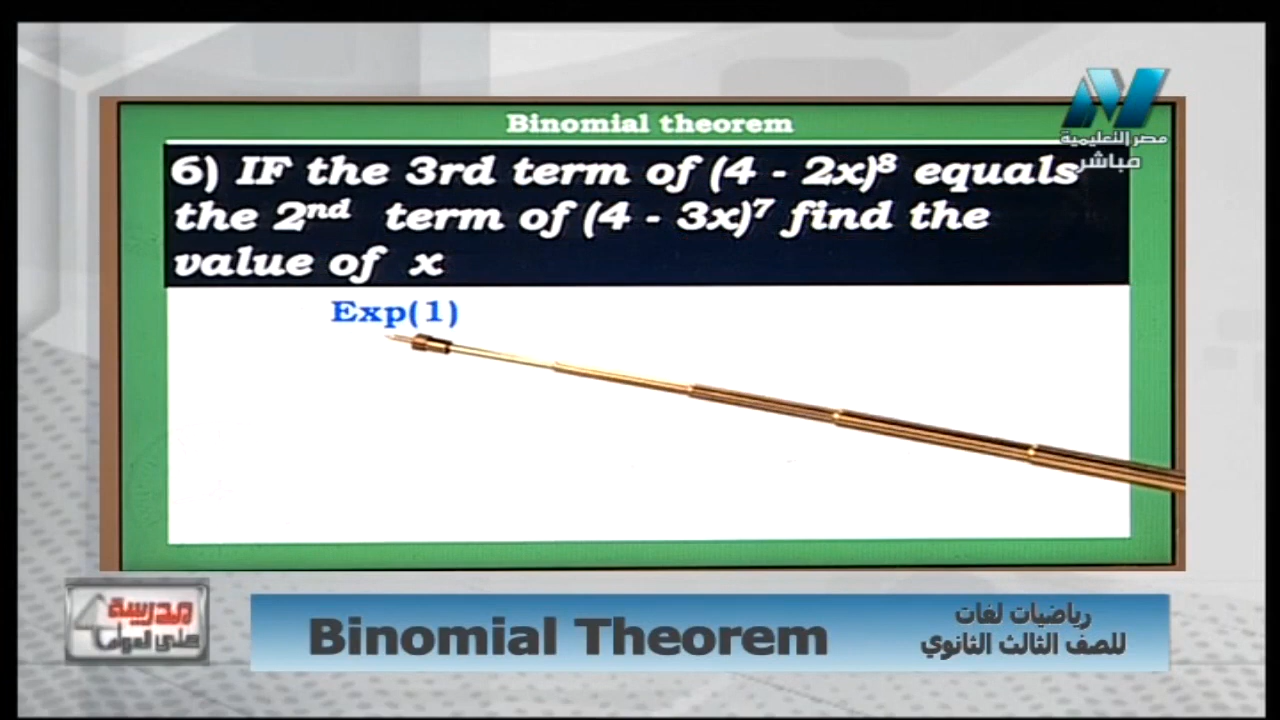 Binomial theorem
مصر التعليمية
مباشر
6) IF the 3rd term of (4 - 2x)⁸ equals
the 2ⁿᵈ term of (4 - 3x)⁷ find the
value of x
Exp(1)
مدرسة
على الهواء
Binomial Theorem
رياضيات لغات
للصف الثالث الثانوي